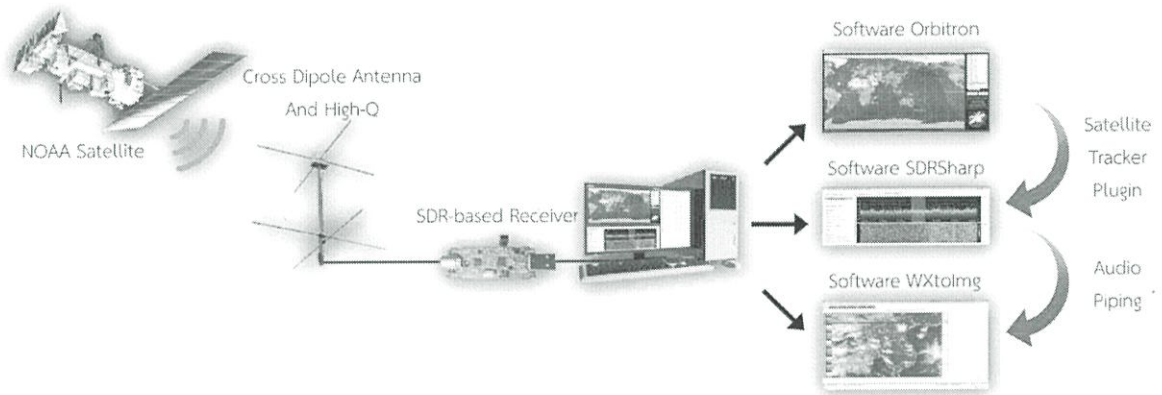 Software Orbitron
Cross Dipole Antenna
And High-Q
NOAA Satellite
Satellite
Tracker
Plugin
Software SDRSharp
SDR-based Receiver
Audio
Piping
Software WXtoImg